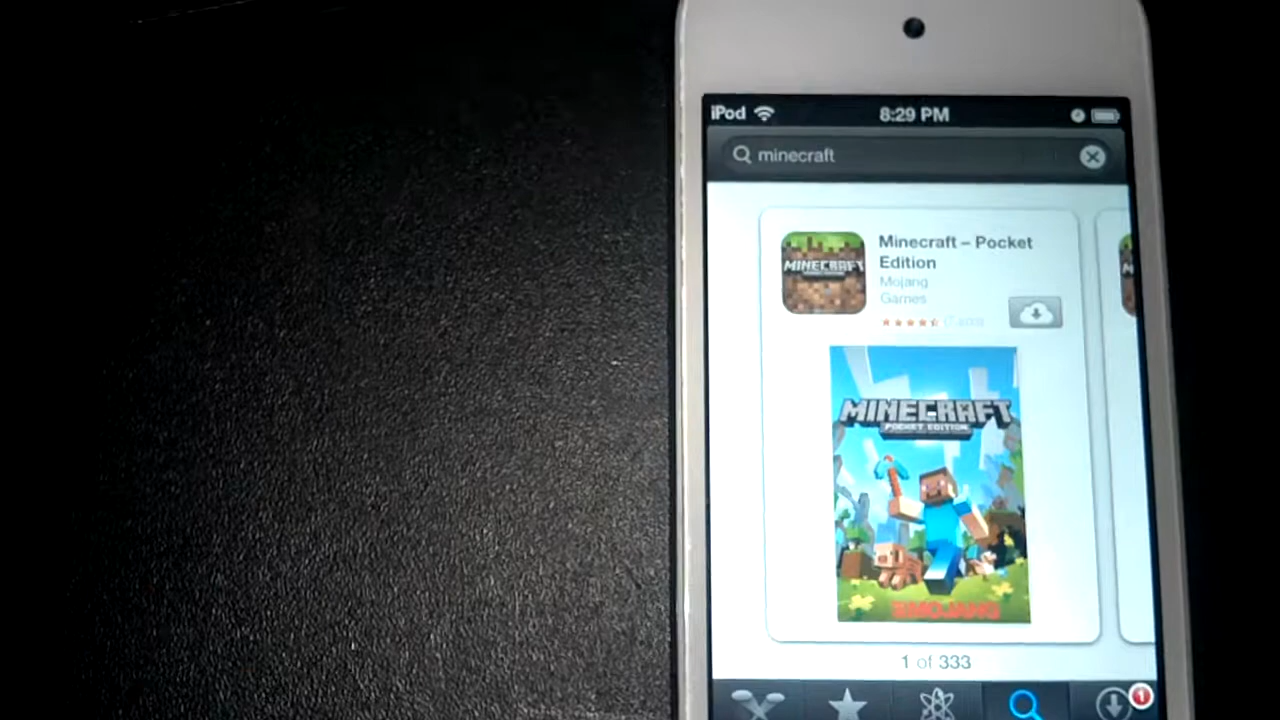 iPod 8:29 PM
minecraft
Minecraft – Pocket
Edition
Mojang
Games
MINECRAFT
MINECRAFT
POCKET EDITION
MOJANG
1 of 333
1